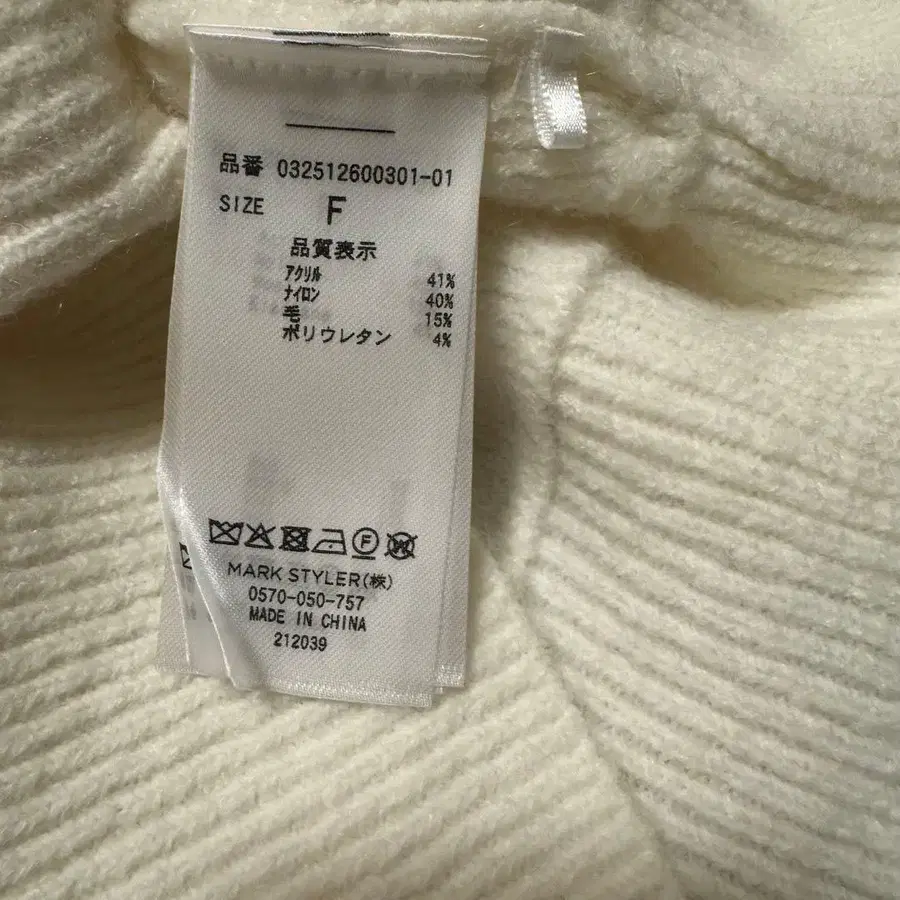 品番 032512600301-01
SIZE F
品質表示
アクリル 41%
ナイロン 40%
毛 15%
ポリウレタン 4%
F
W
MARK STYLER(株)
0570-050-757
MADE IN CHINA
212039